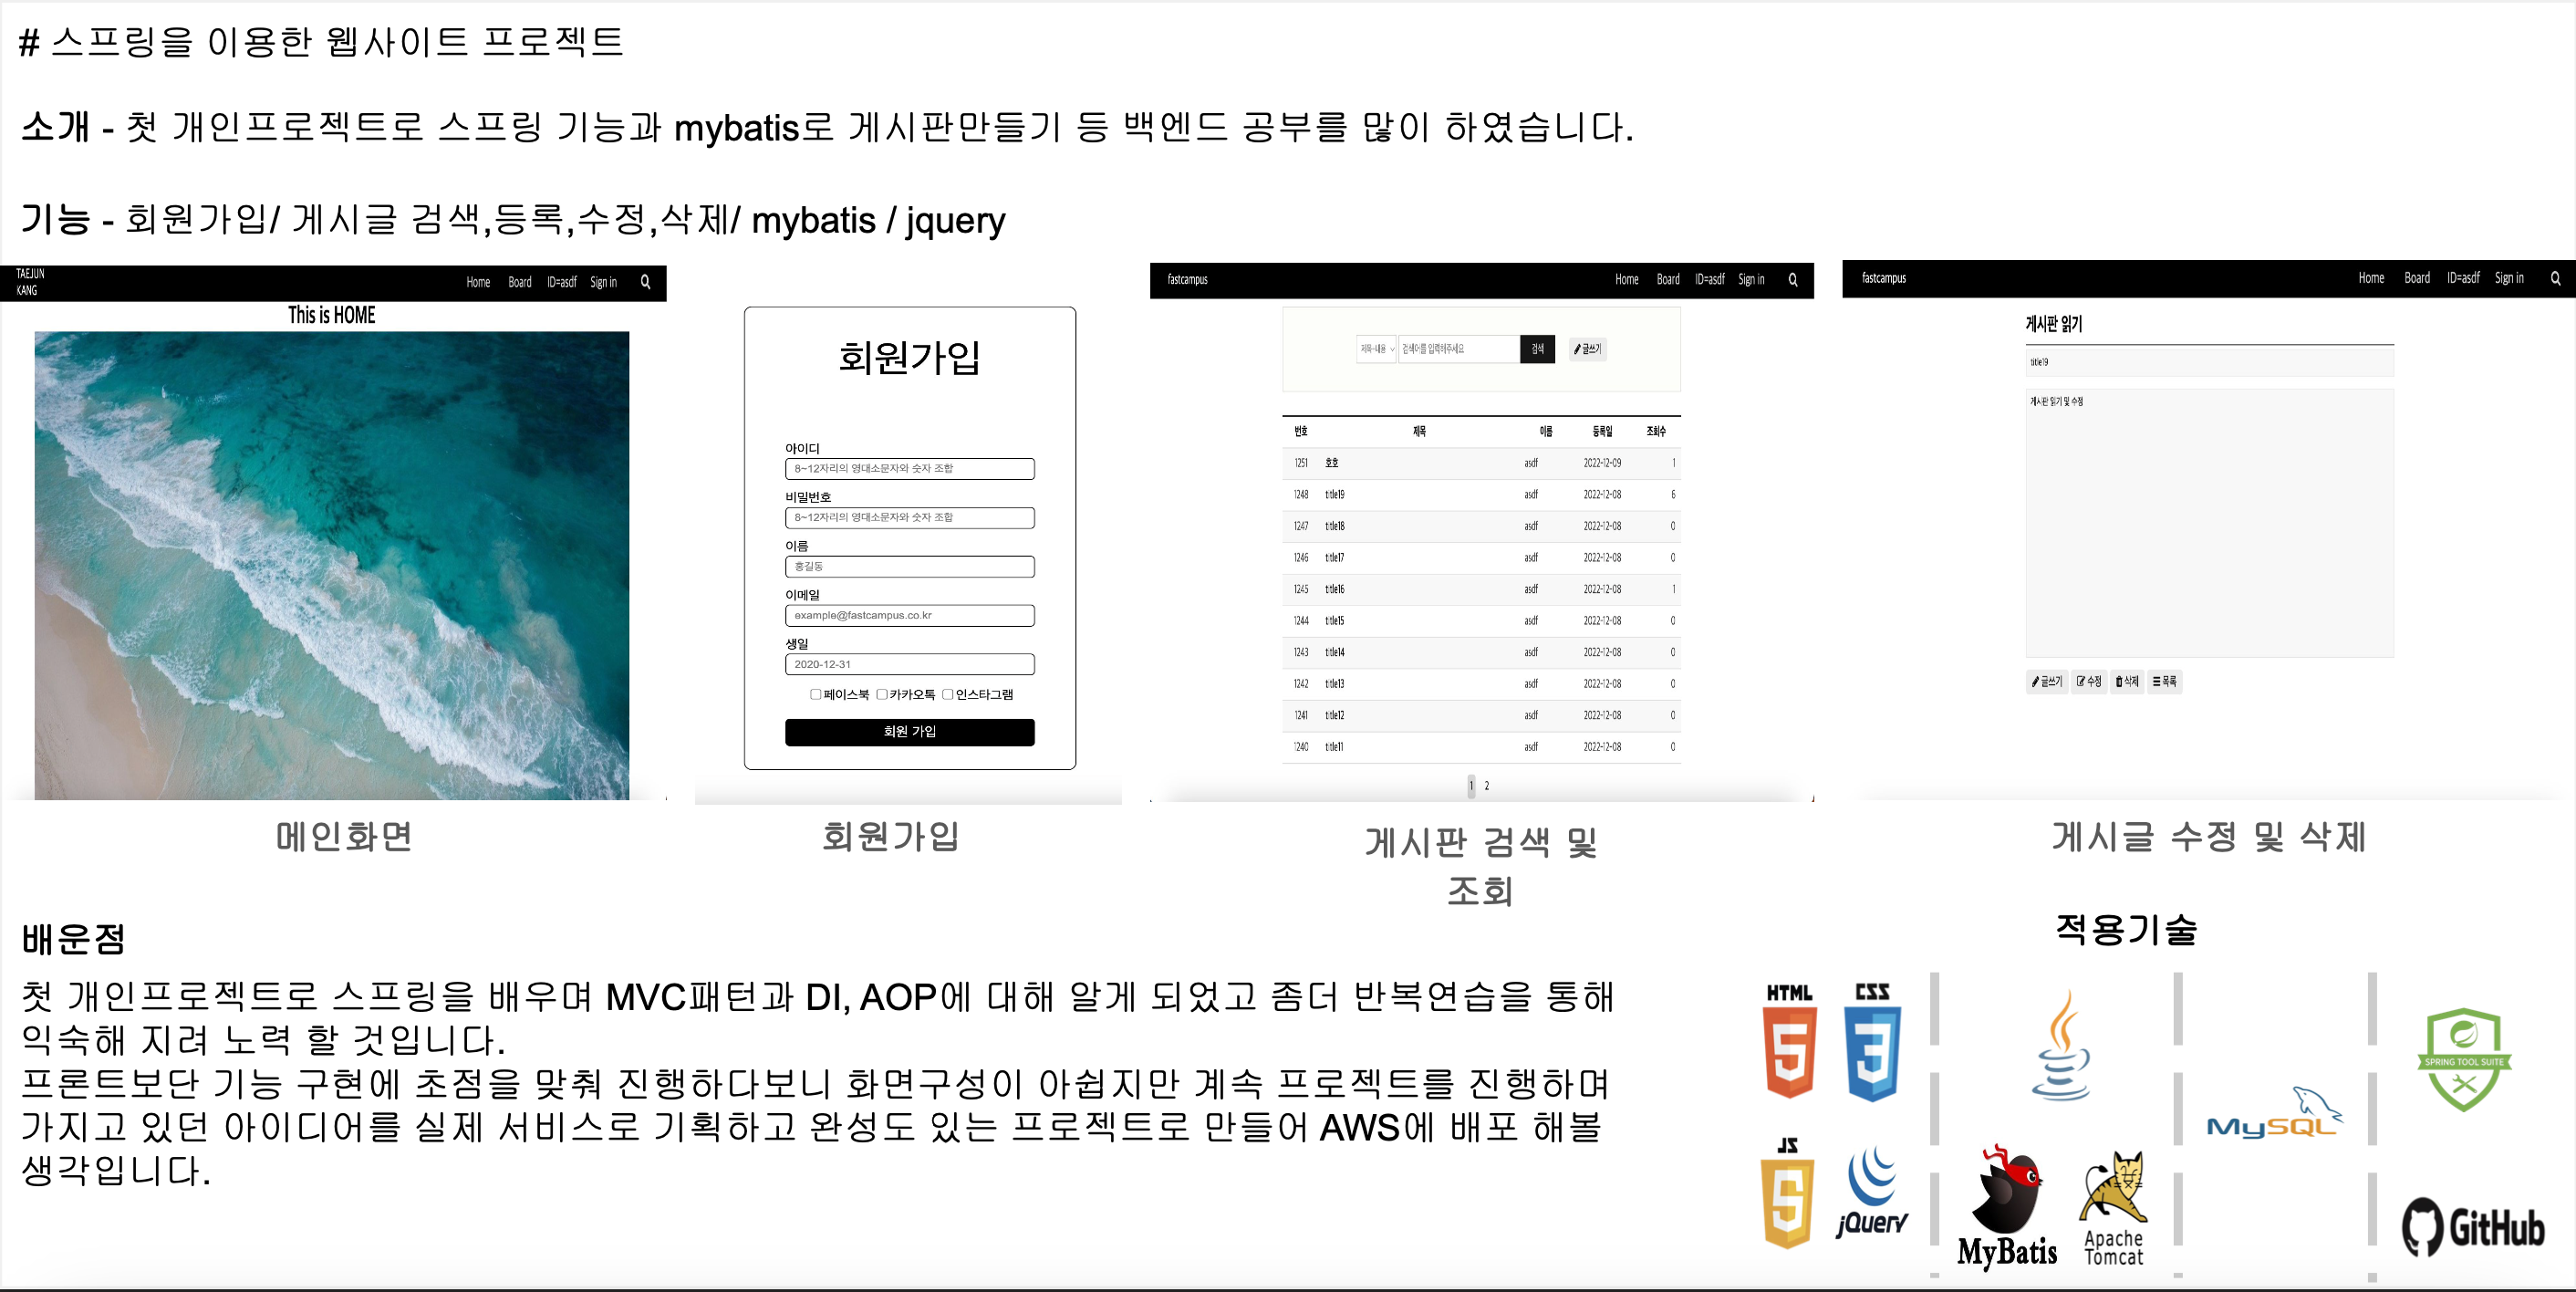 # 스프링을 이용한 웹사이트 프로젝트
소개 - 첫 개인프로젝트로 스프링 기능과 mybatis로 게시판만들기 등 백엔드 공부를 많이 하였습니다.
기능 - 회원가입/ 게시글 검색,등록,수정,삭제/ mybatis / jquery
TAEJUN
KANG
Home Board ID=asdf Sign in
This is HOME
메인화면
회원가입
아이디
8~12자리의 영대소문자와 숫자 조합
비밀번호
8~12자리의 영대소문자와 숫자 조합
이름
홍길동
이메일
example@fastcampus.co.kr
생일
2020-12-31
페이스북 카카오톡 인스타그램
회원 가입
회원가입
fastcampus Home Board ID=asdf Sign in
제목+내용 검색어를 입력해주세요 검색 글쓰기
번호 제목 이름 등록일 조회수
1251 호호 asdf 2022-12-09 1
1248 title19 asdf 2022-12-08 6
1247 title18 asdf 2022-12-08 0
1246 title17 asdf 2022-12-08 0
1245 title16 asdf 2022-12-08 1
1244 title15 asdf 2022-12-08 0
1243 title14 asdf 2022-12-08 0
1242 title13 asdf 2022-12-08 0
1241 title12 asdf 2022-12-08 0
1240 title11 asdf 2022-12-08 0
1 2
게시판 검색 및
조회
fastcampus Home Board ID=asdf Sign in
게시판 읽기
title19
게시판 읽기 및 수정
글쓰기 수정 삭제 목록
게시글 수정 및 삭제
배운점
첫 개인프로젝트로 스프링을 배우며 MVC패턴과 DI, AOP에 대해 알게 되었고 좀더 반복연습을 통해
익숙해 지려 노력 할 것입니다.
프론트보단 기능 구현에 초점을 맞춰 진행하다보니 화면구성이 아쉽지만 계속 프로젝트를 진행하며
가지고 있던 아이디어를 실제 서비스로 기획하고 완성도 있는 프로젝트로 만들어 AWS에 배포 해볼
생각입니다.
적용기술
HTML
5
CSS
3
JS
jQuery
MyBatis
Apache
Tomcat
MySQL
SPRING TOOL SUITE
GitHub